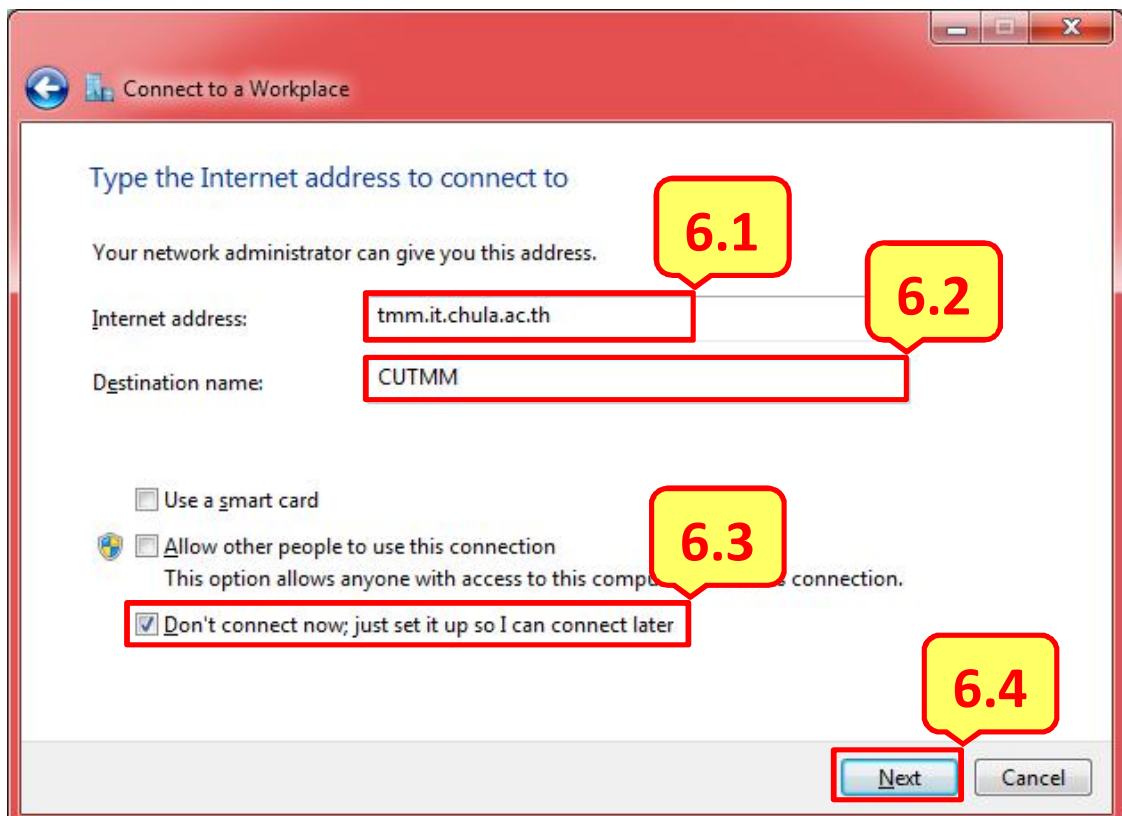 Connect to a Workplace
Type the Internet address to connect to
6.1
Your network administrator can give you this address.
6.2
Internet address: tmm.it.chula.ac.th
Destination name: CUTMM
Use a smart card
6.3
Allow other people to use this connection
This option allows anyone with access to this compu connection.
Don't connect now; just set it up so I can connect later
6.4
Next Cancel